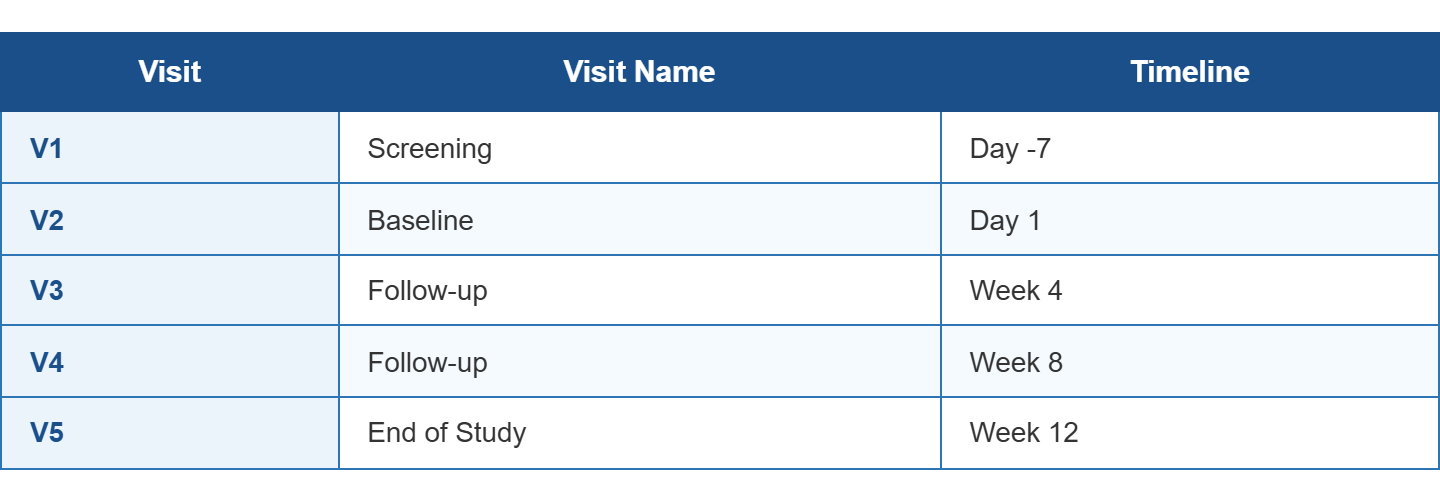 Visit Visit Name Timeline
V1 Screening Day -7
V2 Baseline Day 1
V3 Follow-up Week 4
V4 Follow-up Week 8
V5 End of Study Week 12